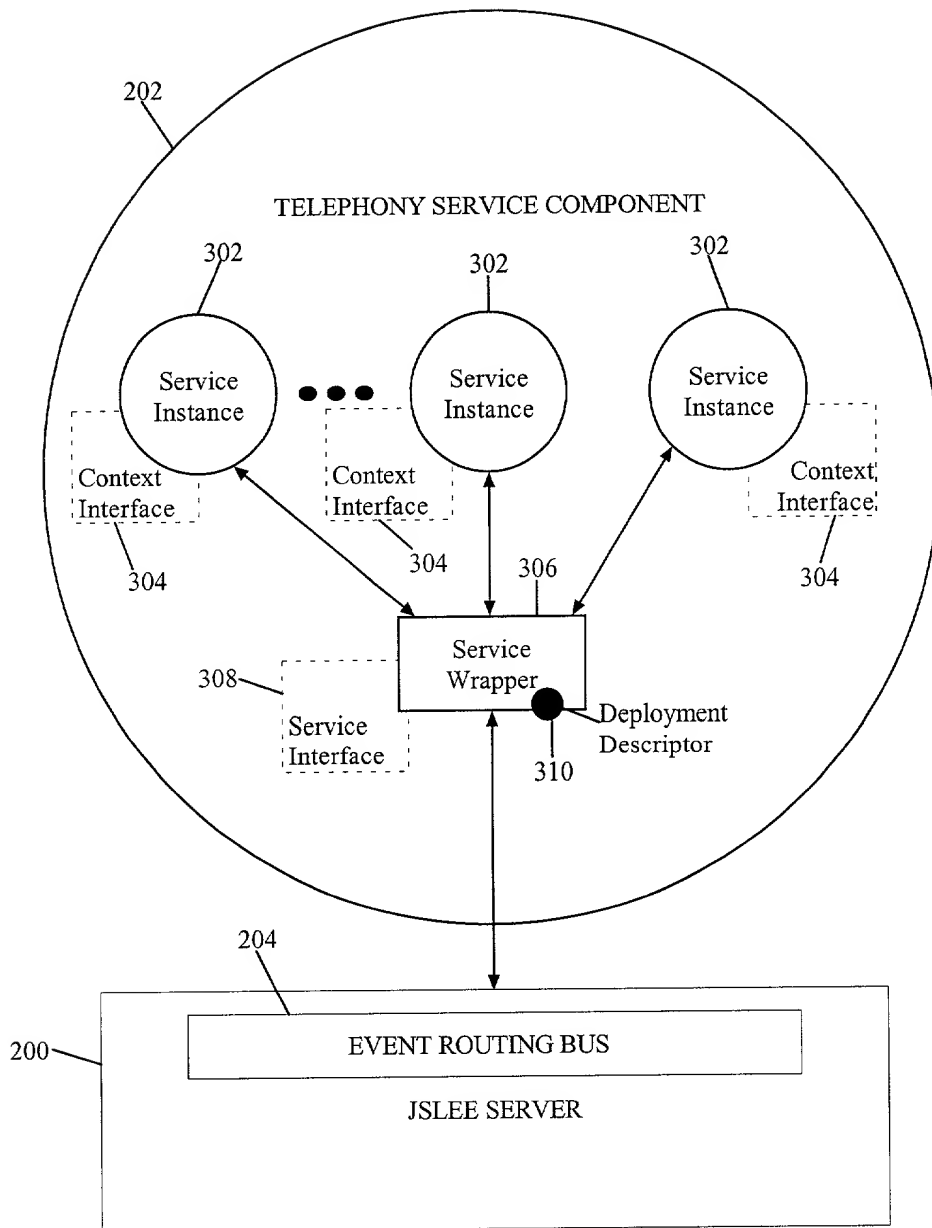 202
TELEPHONY SERVICE COMPONENT
302
302
302
Service
Instance
Service
Instance
Service
Instance
Context
Interface
Context
Interface
Context
Interface
304
304
304
306
308
Service
Wrapper
Service
Interface
Deployment
Descriptor
310
204
200
EVENT ROUTING BUS
JSLEE SERVER